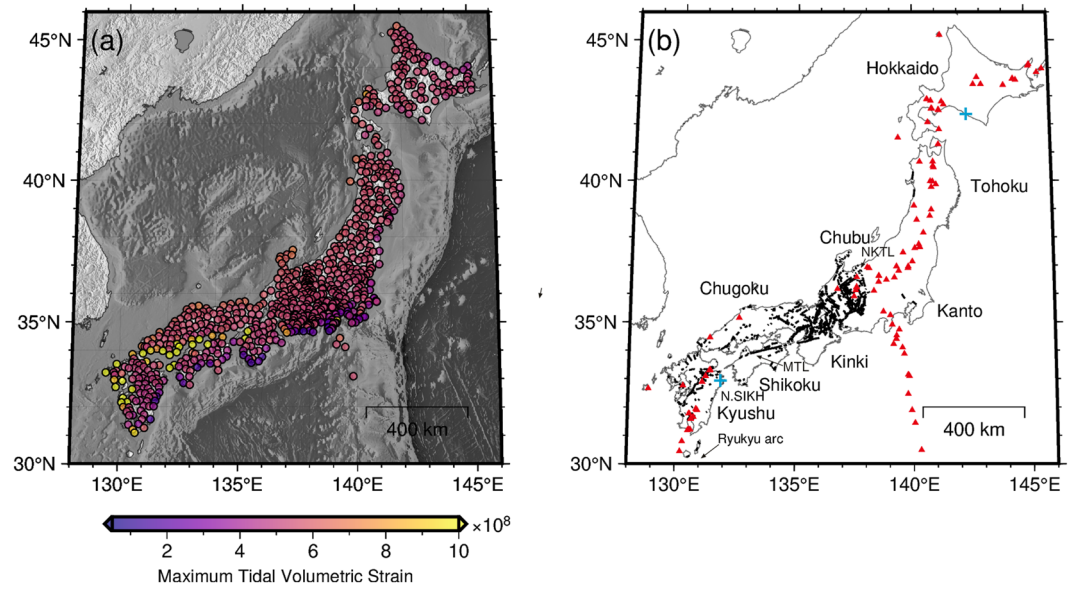 (a)
45°N
40°N
35°N
30°N
130°E
135°E
140°E
145°E
400 km
2
4
6
8
10
×10⁸
Maximum Tidal Volumetric Strain
(b)
45°N
40°N
35°N
30°N
130°E
135°E
140°E
145°E
Hokkaido
Tohoku
Chubu
NKTL
Chugoku
Kanto
Kinki
MTL
Shikoku
N.SIKH
Kyushu
Ryukyu arc
400 km